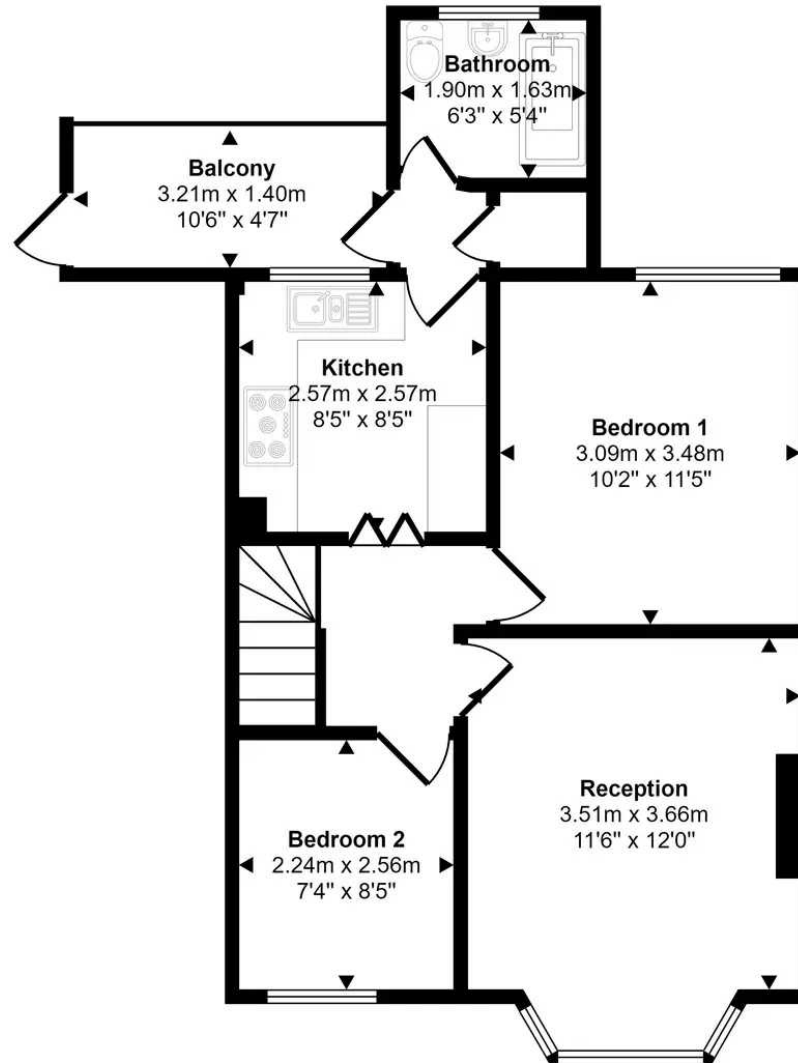 Bathroom
1.90m x 1.63m
6'3" x 5'4"
Balcony
3.21m x 1.40m
10'6" x 4'7"
Kitchen
2.57m x 2.57m
8'5" x 8'5"
Bedroom 1
3.09m x 3.48m
10'2" x 11'5"
Reception
3.51m x 3.66m
11'6" x 12'0"
Bedroom 2
2.24m x 2.56m
7'4" x 8'5"